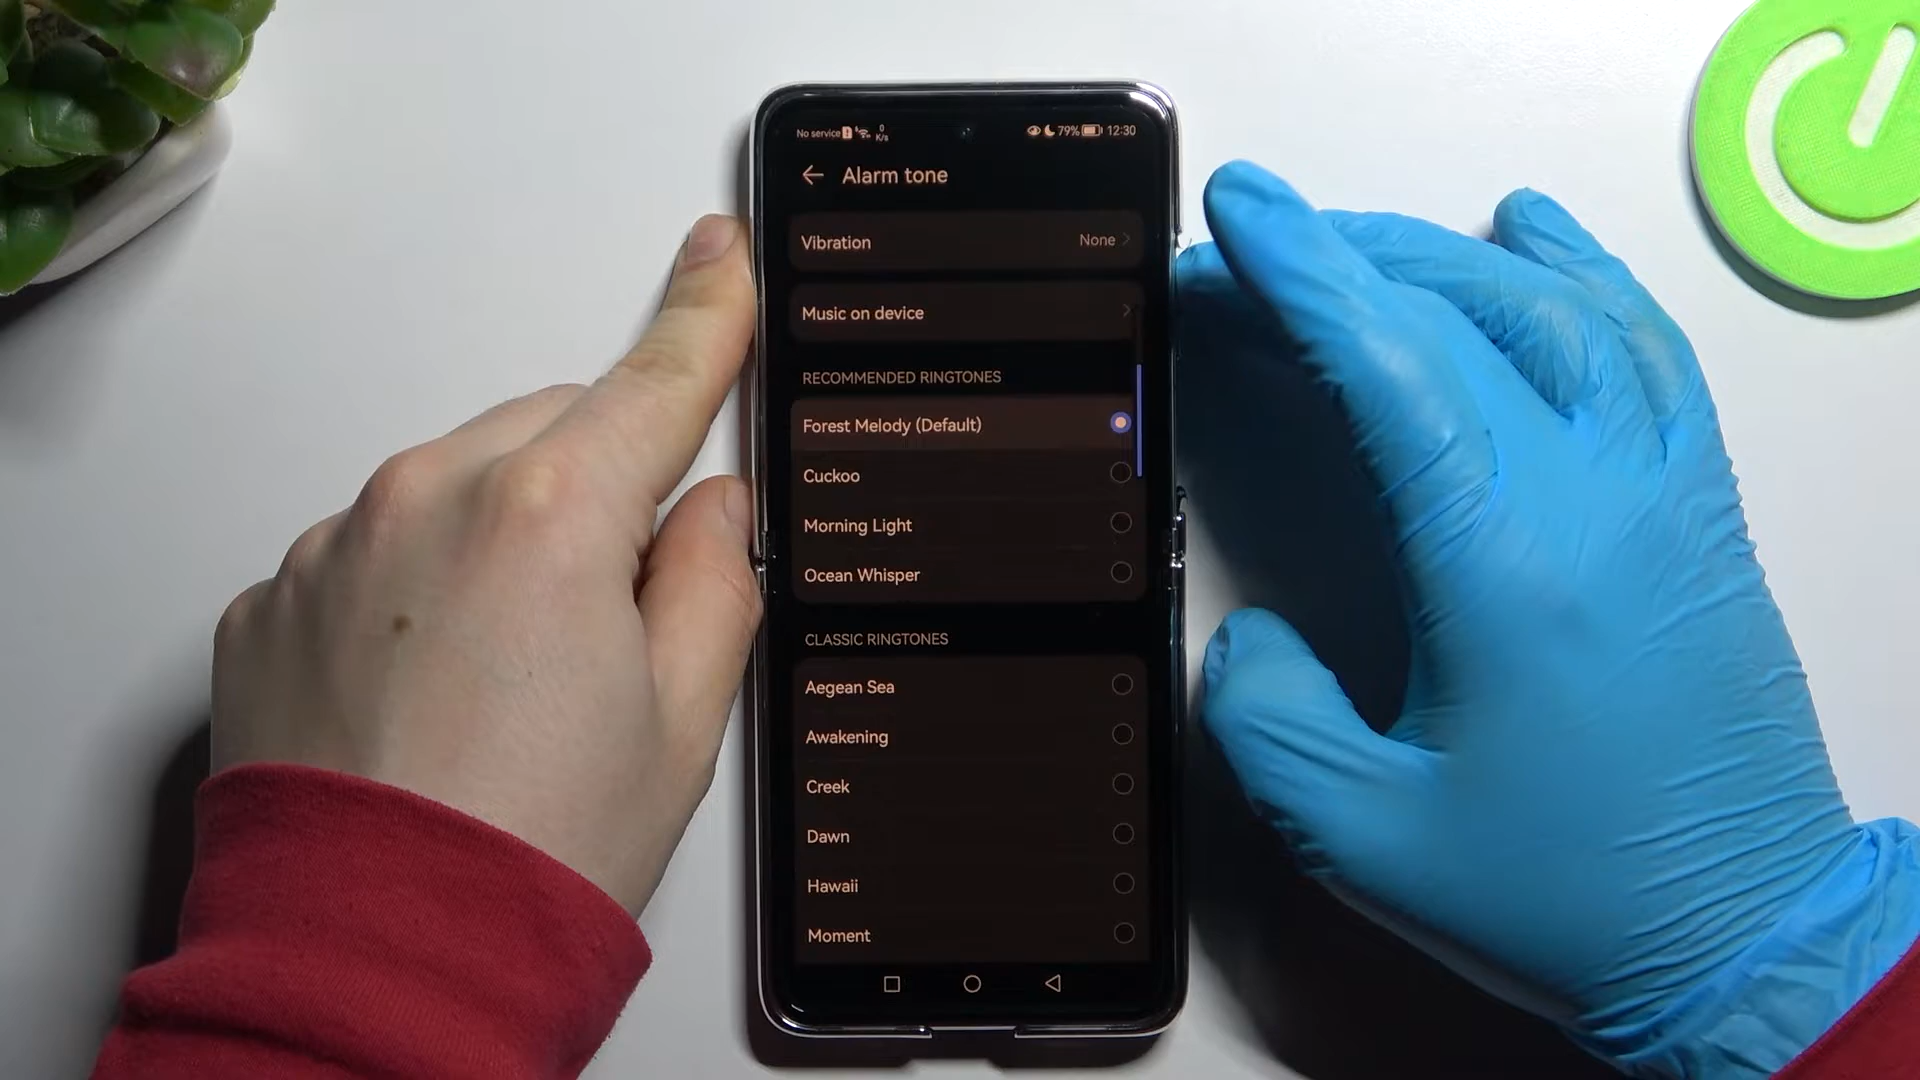 No service 0 K/s 79% 12:30
Alarm tone
Vibration None
Music on device
RECOMMENDED RINGTONES
Forest Melody (Default)
Cuckoo
Morning Light
Ocean Whisper
CLASSIC RINGTONES
Aegean Sea
Awakening
Creek
Dawn
Hawaii
Moment